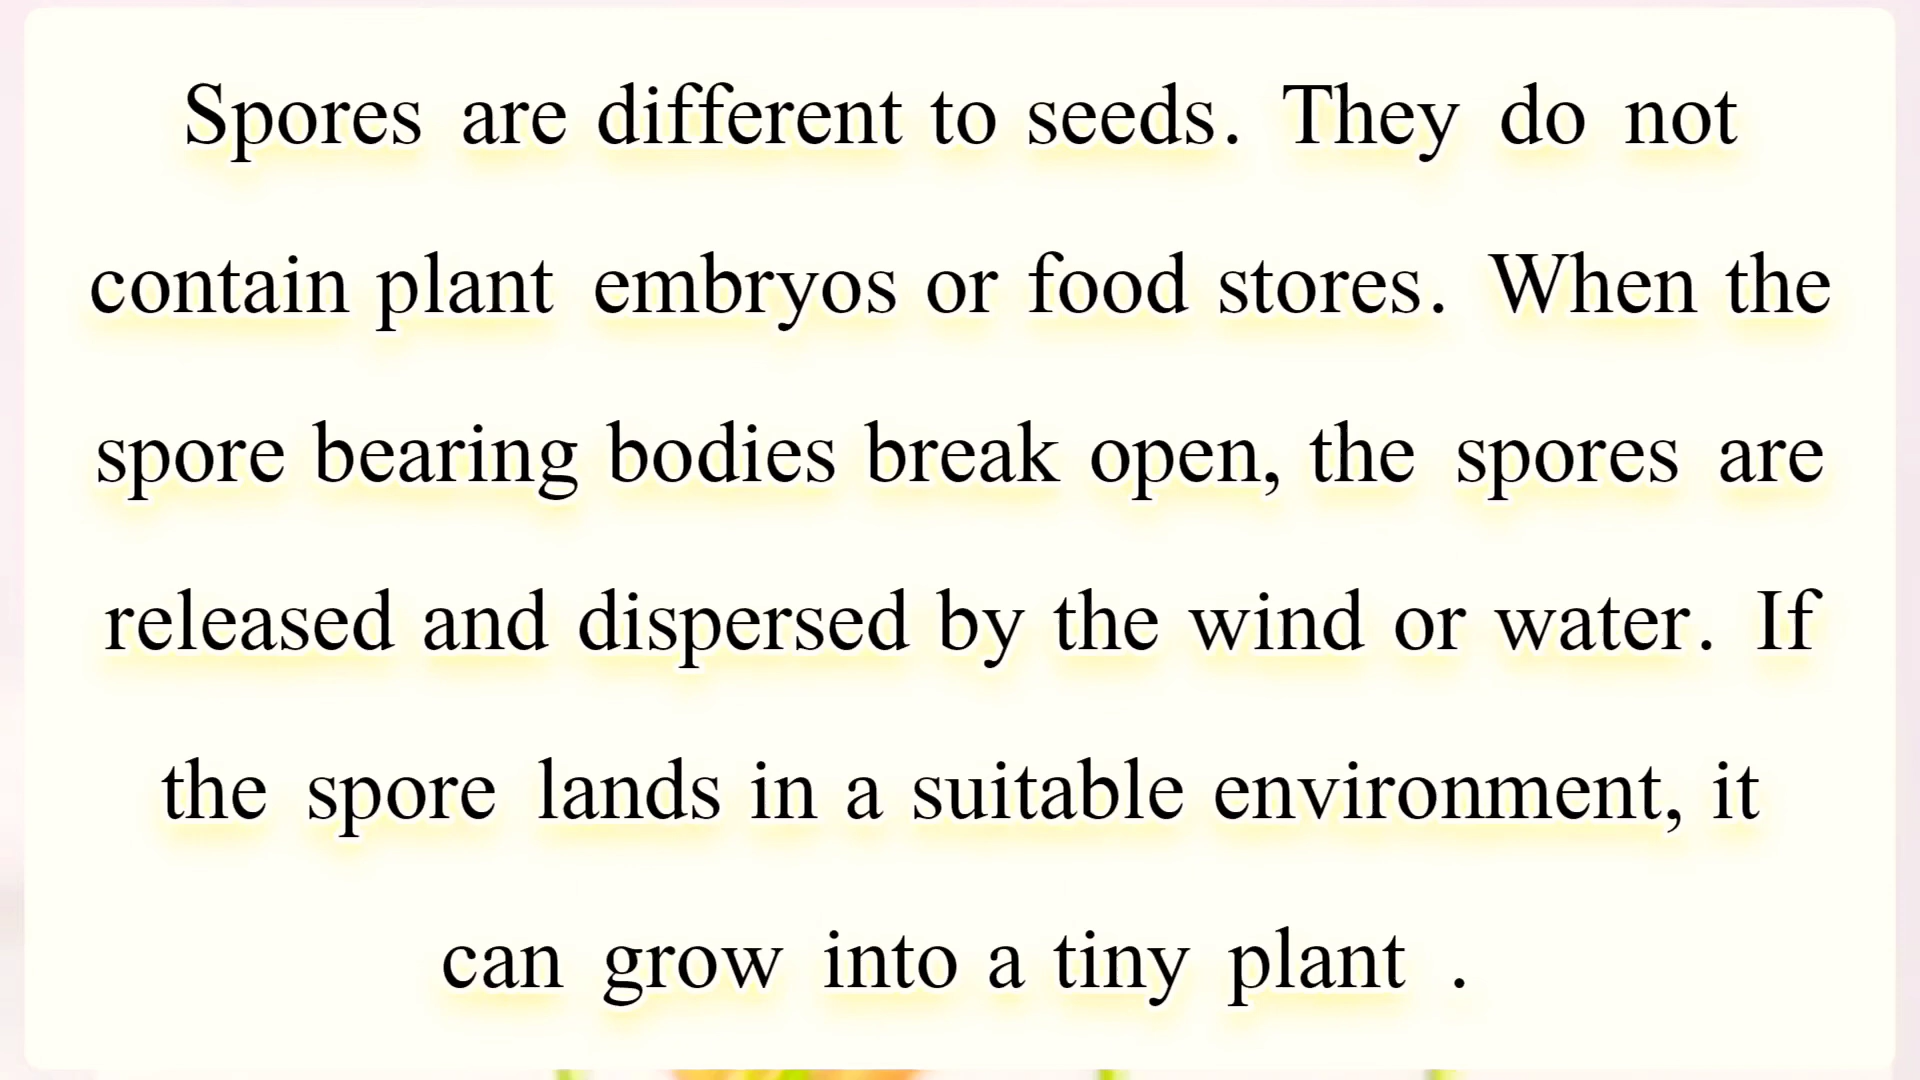 Spores are different to seeds. They do not
contain plant embryos or food stores. When the
spore bearing bodies break open, the spores are
released and dispersed by the wind or water. If
the spore lands in a suitable environment, it
can grow into a tiny plant .